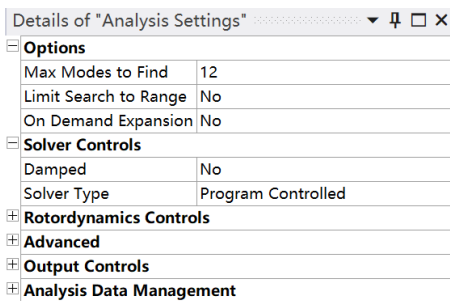 Details of "Analysis Settings"
Options
Max Modes to Find 12
Limit Search to Range No
On Demand Expansion No
Solver Controls
Damped No
Solver Type Program Controlled
Rotordynamics Controls
Advanced
Output Controls
Analysis Data Management